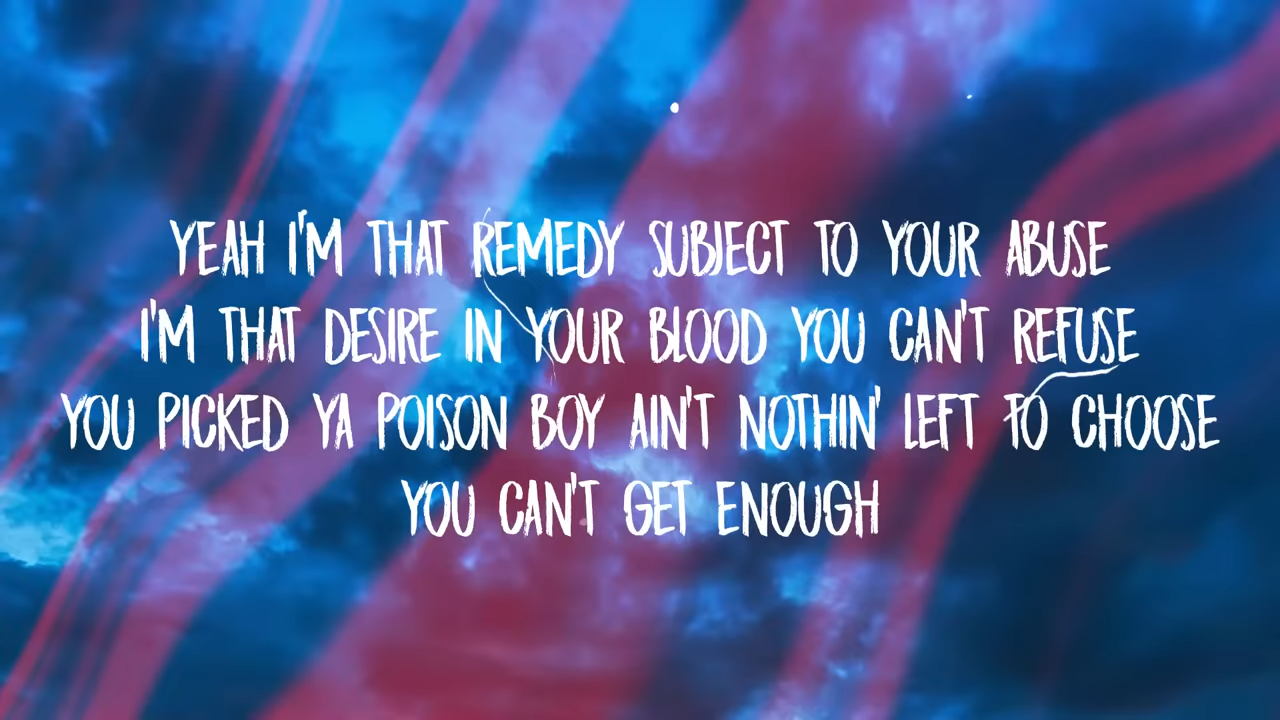 YEAH I'M THAT REMEDY SUBJECT TO YOUR ABUSE
I'M THAT DESIRE IN YOUR BLOOD YOU CAN'T REFUSE
YOU PICKED YA POISON BOY AIN'T NOTHIN' LEFT TO CHOOSE
YOU CAN'T GET ENOUGH